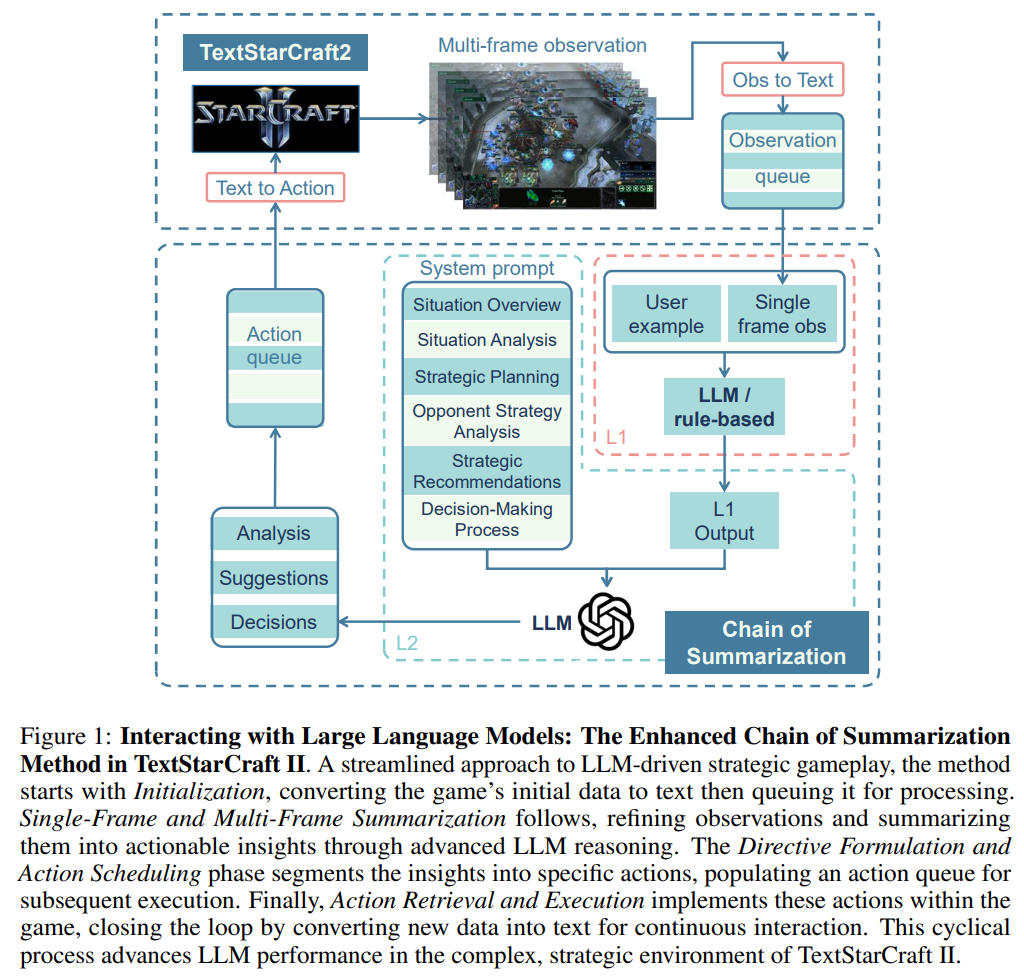 TextStarCraft2
Multi-frame observation
Obs to Text
STARCRAFT
II
Observation
queue
Text to Action
System prompt
Situation Overview
Situation Analysis
Strategic Planning
Opponent Strategy
Analysis
Strategic
Recommendations
Decision-Making
Process
User
example
Single
frame obs
LLM /
rule-based
L1
Action
queue
L1
Output
Analysis
Suggestions
Decisions
LLM
L2
Chain of
Summarization
Figure 1: Interacting with Large Language Models: The Enhanced Chain of Summarization
Method in TextStarCraft II. A streamlined approach to LLM-driven strategic gameplay, the method
starts with Initialization, converting the game's initial data to text then queuing it for processing.
Single-Frame and Multi-Frame Summarization follows, refining observations and summarizing
them into actionable insights through advanced LLM reasoning. The Directive Formulation and
Action Scheduling phase segments the insights into specific actions, populating an action queue for
subsequent execution. Finally, Action Retrieval and Execution implements these actions within the
game, closing the loop by converting new data into text for continuous interaction. This cyclical
process advances LLM performance in the complex, strategic environment of TextStarCraft II.